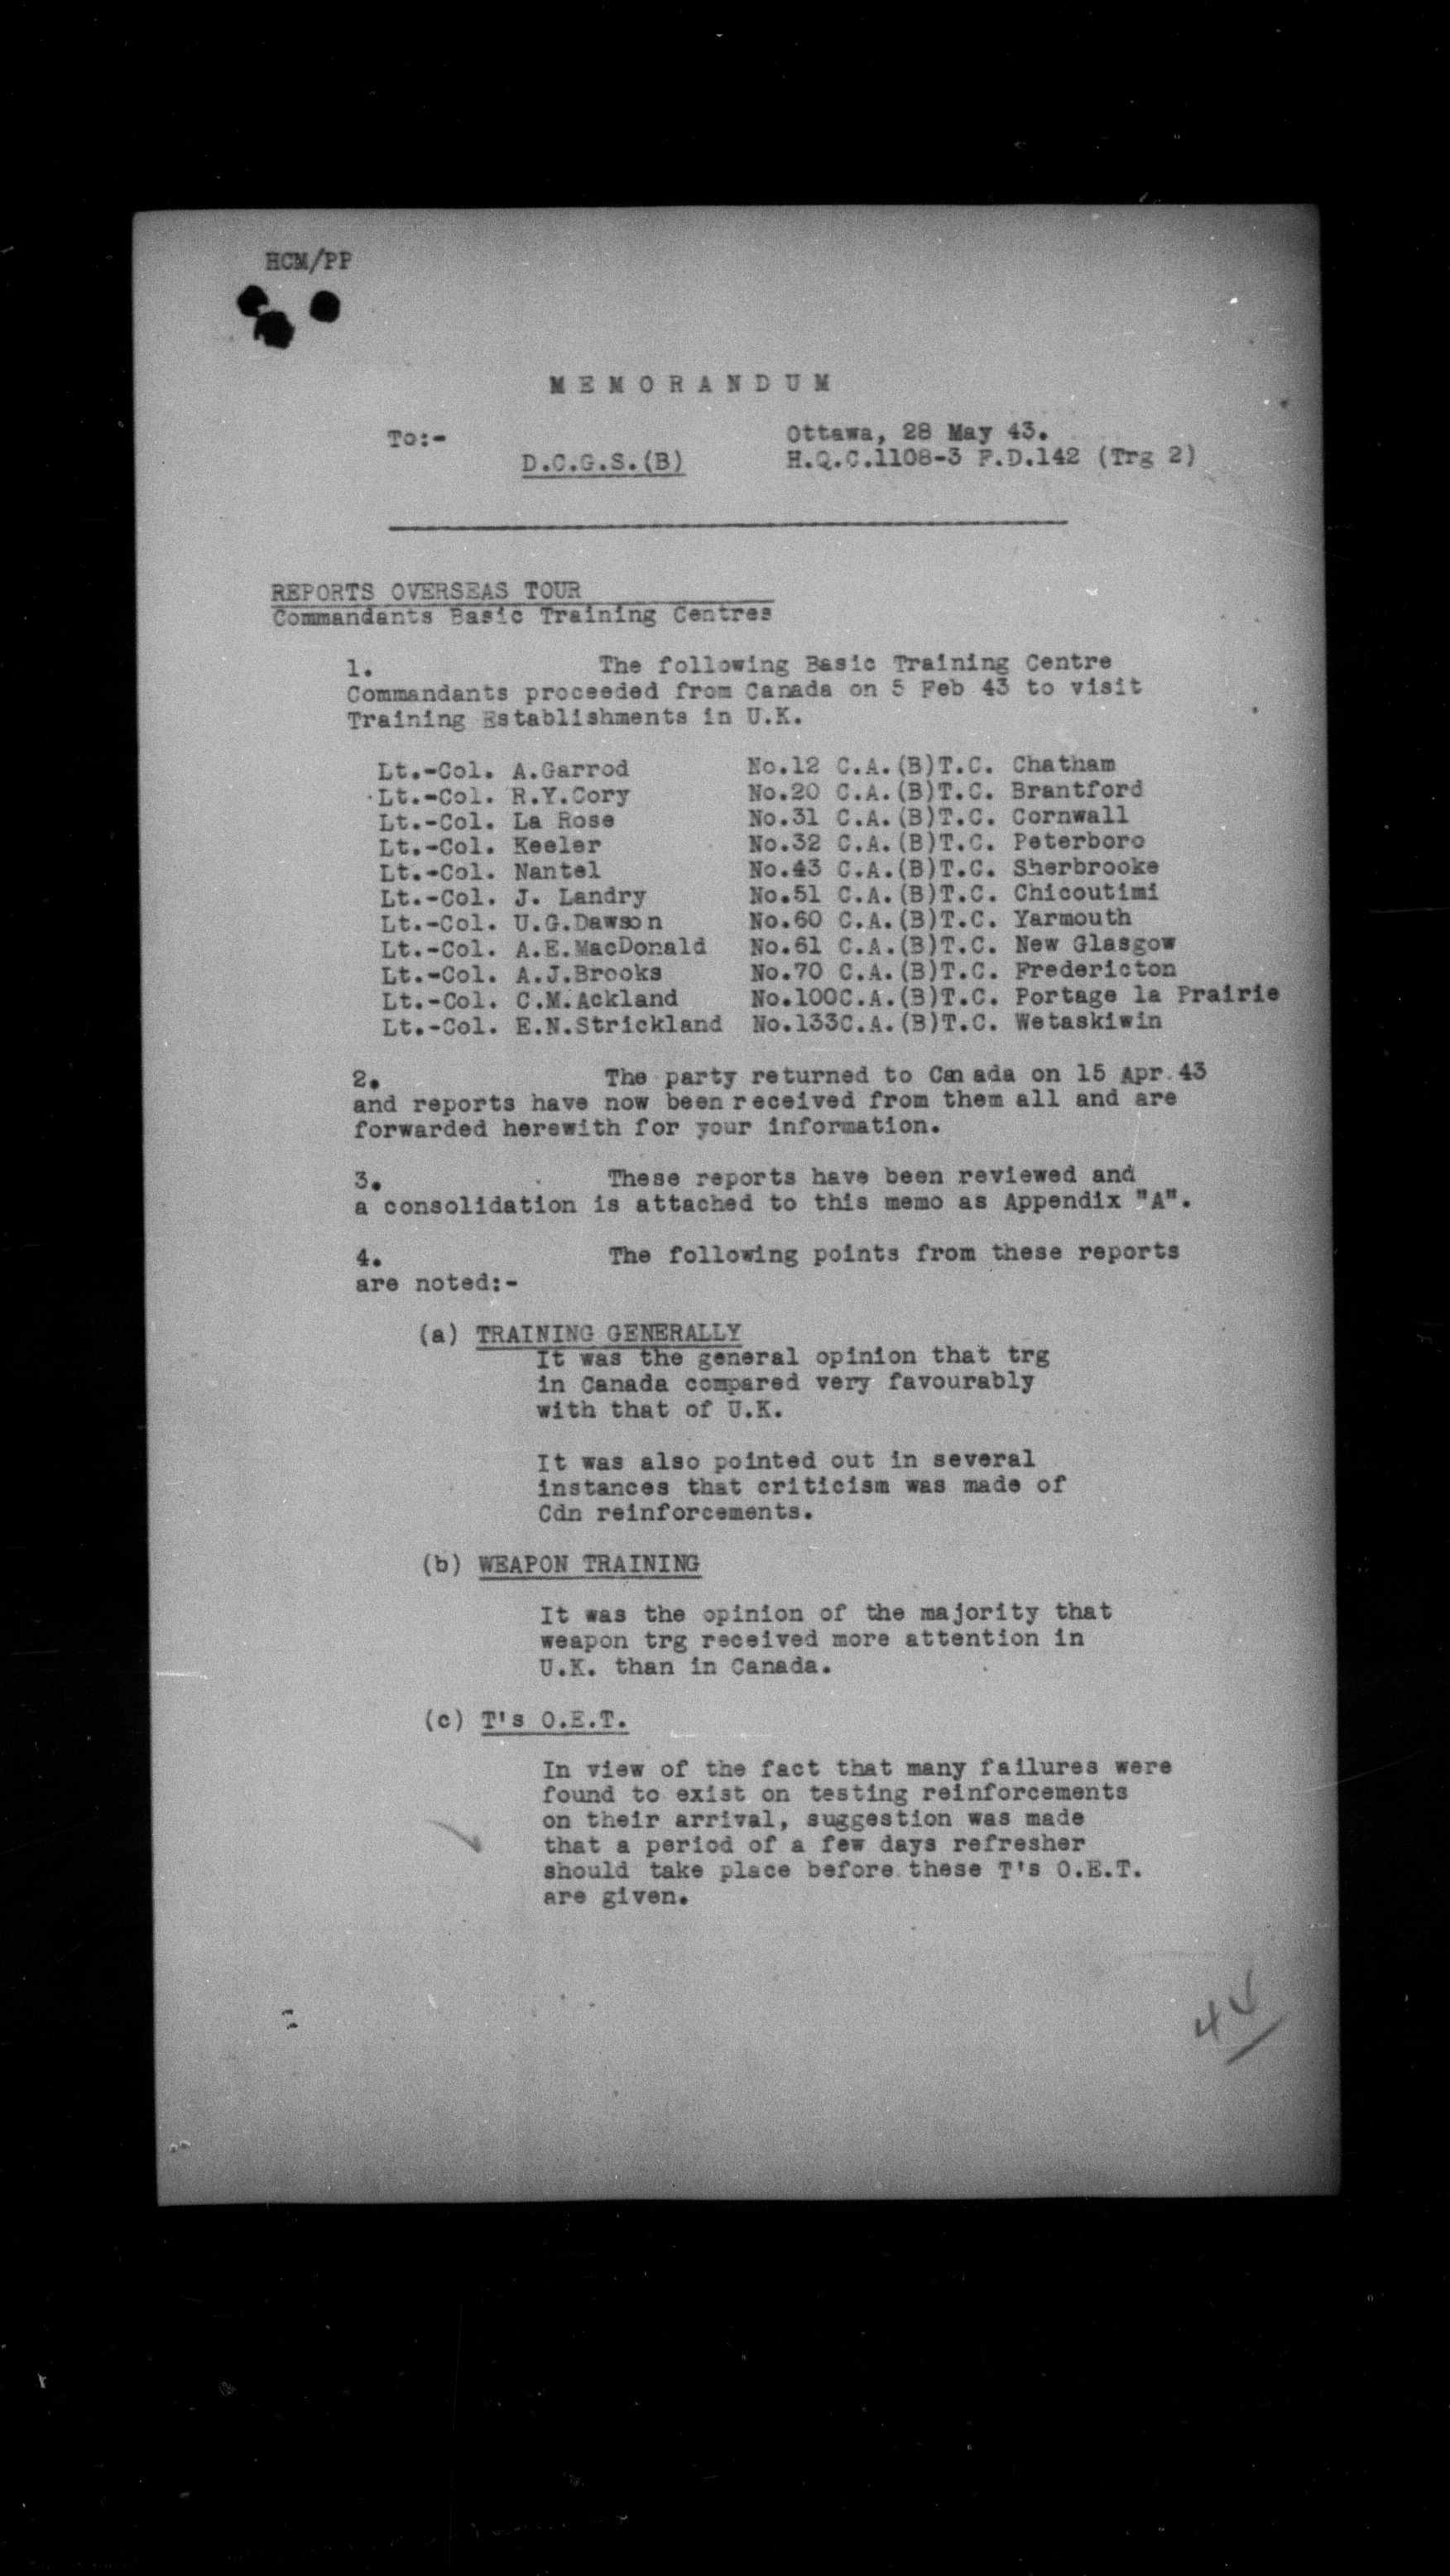 HCM/PP
MEMORANDUM
To:-
Ottawa, 28 May 43.
D.C.G.S.(B)
H.Q.C.1108-3 F.D.142 (Trg 2)
REPORTS OVERSEAS TOUR
Commandants Basic Training Centres
1. The following Basic Training Centre
Commandants proceeded from Canada on 5 Feb 43 to visit
Training Establishments in U.K.
Lt.-Col. A.Garrod No.12 C.A.(B)T.C. Chatham
Lt.-Col. R.Y.Cory No.20 C.A.(B)T.C. Brantford
Lt.-Col. La Rose No.31 C.A.(B)T.C. Cornwall
Lt.-Col. Keeler No.32 C.A.(B)T.C. Peterboro
Lt.-Col. Nantel No.43 C.A.(B)T.C. Sherbrooke
Lt.-Col. J. Landry No.51 C.A.(B)T.C. Chicoutimi
Lt.-Col. U.G.Dawson No.60 C.A.(B)T.C. Yarmouth
Lt.-Col. A.E.MacDonald No.61 C.A.(B)T.C. New Glasgow
Lt.-Col. A.J.Brooks No.70 C.A.(B)T.C. Fredericton
Lt.-Col. C.M.Ackland No.100C.A.(B)T.C. Portage la Prairie
Lt.-Col. E.N.Strickland No.133C.A.(B)T.C. Wetaskiwin
2. The party returned to Canada on 15 Apr 43
and reports have now been received from them all and are
forwarded herewith for your information.
3. These reports have been reviewed and
a consolidation is attached to this memo as Appendix "A".
4. The following points from these reports
are noted:-
(a) TRAINING GENERALLY
It was the general opinion that trg
in Canada compared very favourably
with that of U.K.
It was also pointed out in several
instances that criticism was made of
Cdn reinforcements.
(b) WEAPON TRAINING
It was the opinion of the majority that
weapon trg received more attention in
U.K. than in Canada.
(c) T's O.E.T.
In view of the fact that many failures were
found to exist on testing reinforcements
on their arrival, suggestion was made
that a period of a few days refresher
should take place before these T's O.E.T.
are given.
44